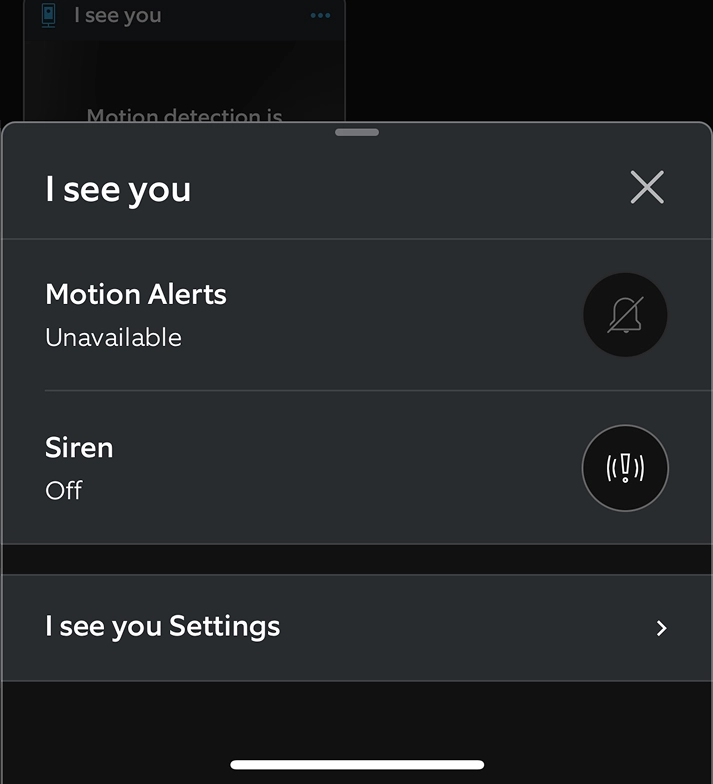 I see you
Motion detection is
I see you
Motion Alerts
Unavailable
Siren
Off
I see you Settings